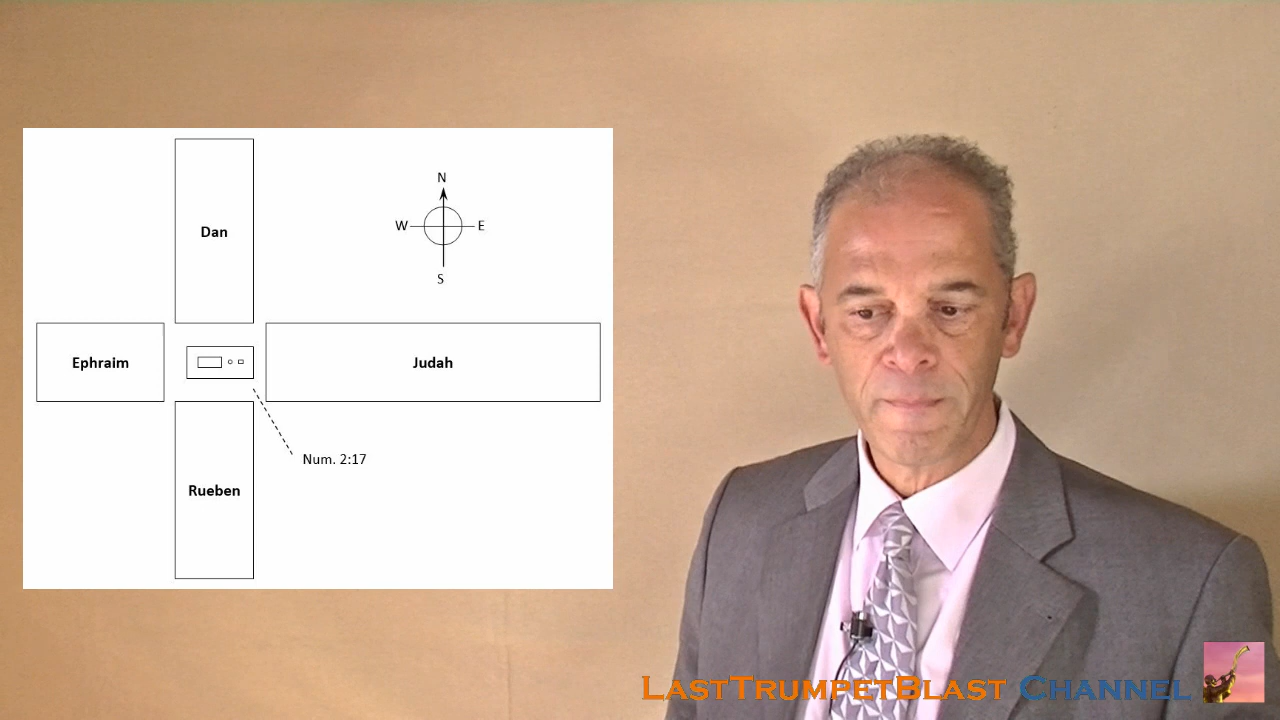 Dan
N
W
E
S
Ephraim
Judah
Num. 2:17
Rueben
LastTrumpetBlast Channel